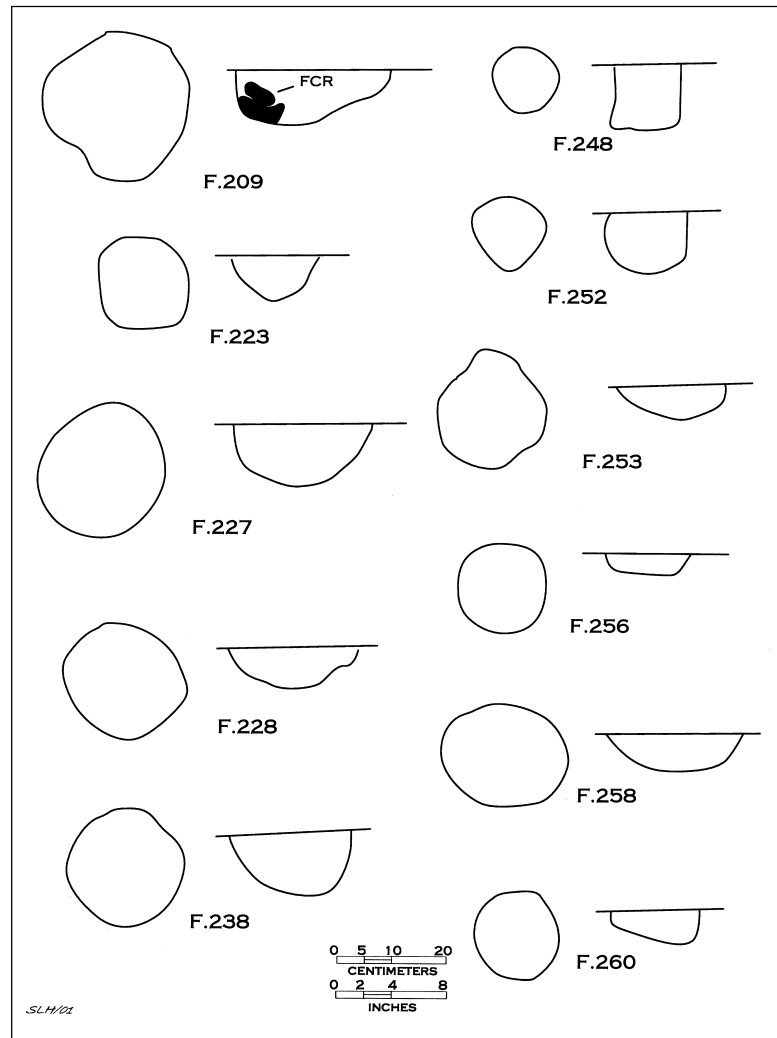 FCR
F.209
F.223
F.227
F.228
F.238
F.248
F.252
F.253
F.256
F.258
F.260
0 5 10 20
CENTIMETERS
0 2 4 8
INCHES
SLH/01